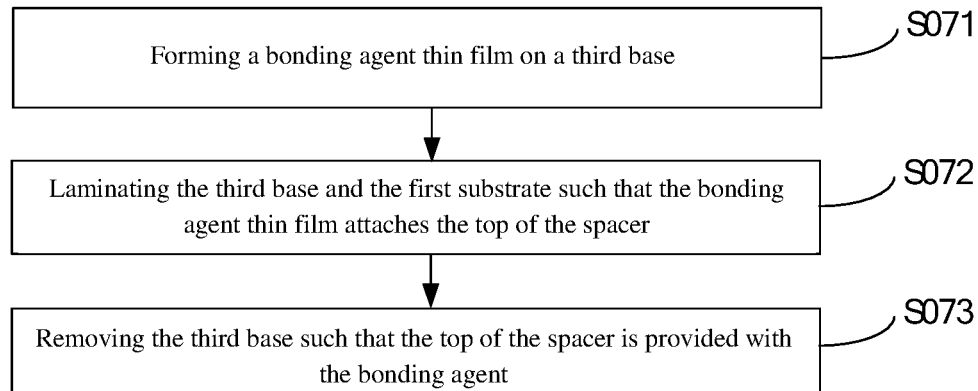 Forming a bonding agent thin film on a third base
S071
Laminating the third base and the first substrate such that the bonding
agent thin film attaches the top of the spacer
S072
Removing the third base such that the top of the spacer is provided with
the bonding agent
S073